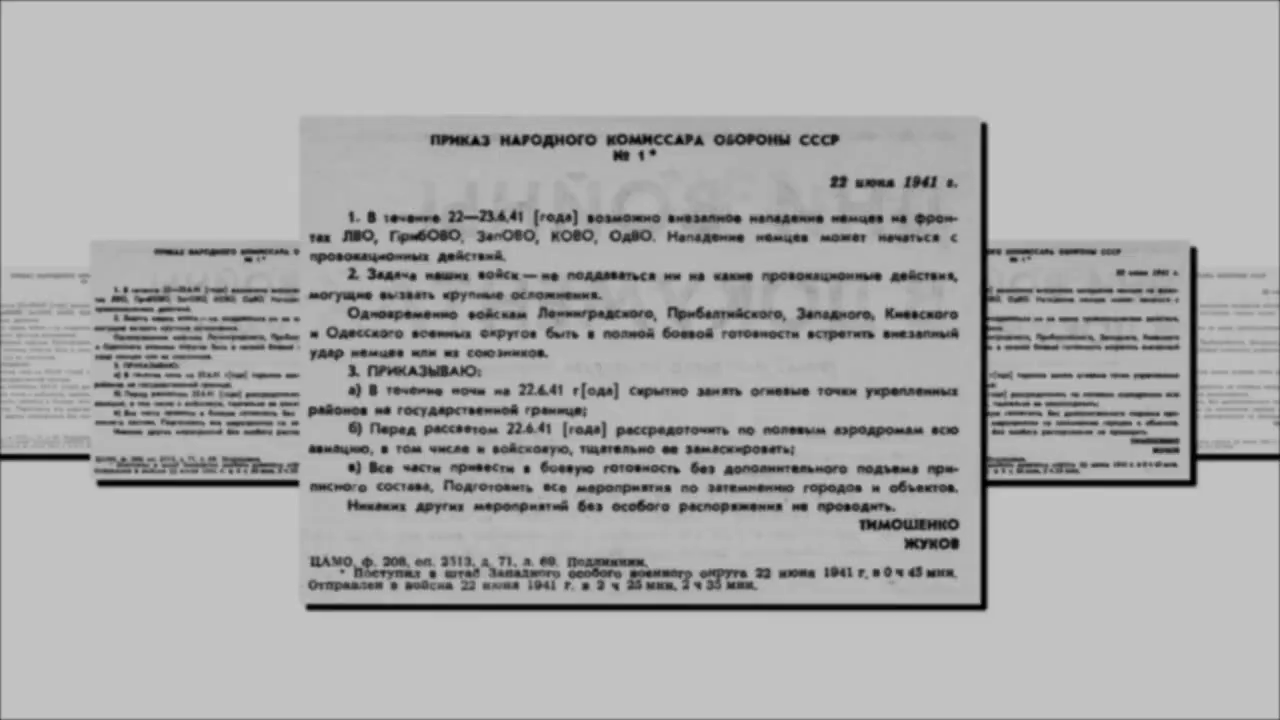 ПРИКАЗ НАРОДНОГО КОМИССАРА ОБОРОНЫ СССР
№ 1*
22 июня 1941 г.
1. В течение 22—23.6.41 [года] возможно внезапное нападение немцев на фрон-
тах ЛВО, ПрибОВО, ЗапОВО, КОВО, ОдВО. Нападение немцев может начаться с
провокационных действий.
2. Задача наших войск — не поддаваться ни на какие провокационные действия,
могущие вызвать крупные осложнения.
Одновременно войскам Ленинградского, Прибалтийского, Западного, Киевского
и Одесского военных округов быть в полной боевой готовности встретить внезапный
удар немцев или их союзников.
3. ПРИКАЗЫВАЮ:
а) В течение ночи на 22.6.41 г[ода] скрытно занять огневые точки укрепленных
районов на государственной границе;
б) Перед рассветом 22.6.41 [года] рассредоточить по полевым аэродромам всю
авиацию, в том числе и войсковую, тщательно ее замаскировать;
в) Все части привести в боевую готовность без дополнительного подъема при-
писного состава. Подготовить все мероприятия по затемнению городов и объектов.
Никаких других мероприятий без особого распоряжения не проводить.
ТИМОШЕНКО
ЖУКОВ
ЦАМО, ф. 208, оп. 2513, д. 71, л. 69. Подлинник.
* Поступил в штаб Западного особого военного округа 22 июня 1941 г. в 0 ч 45 мин.
Отправлен в войска 22 июня 1941 г. в 2 ч 25 мин, 2 ч 35 мин.